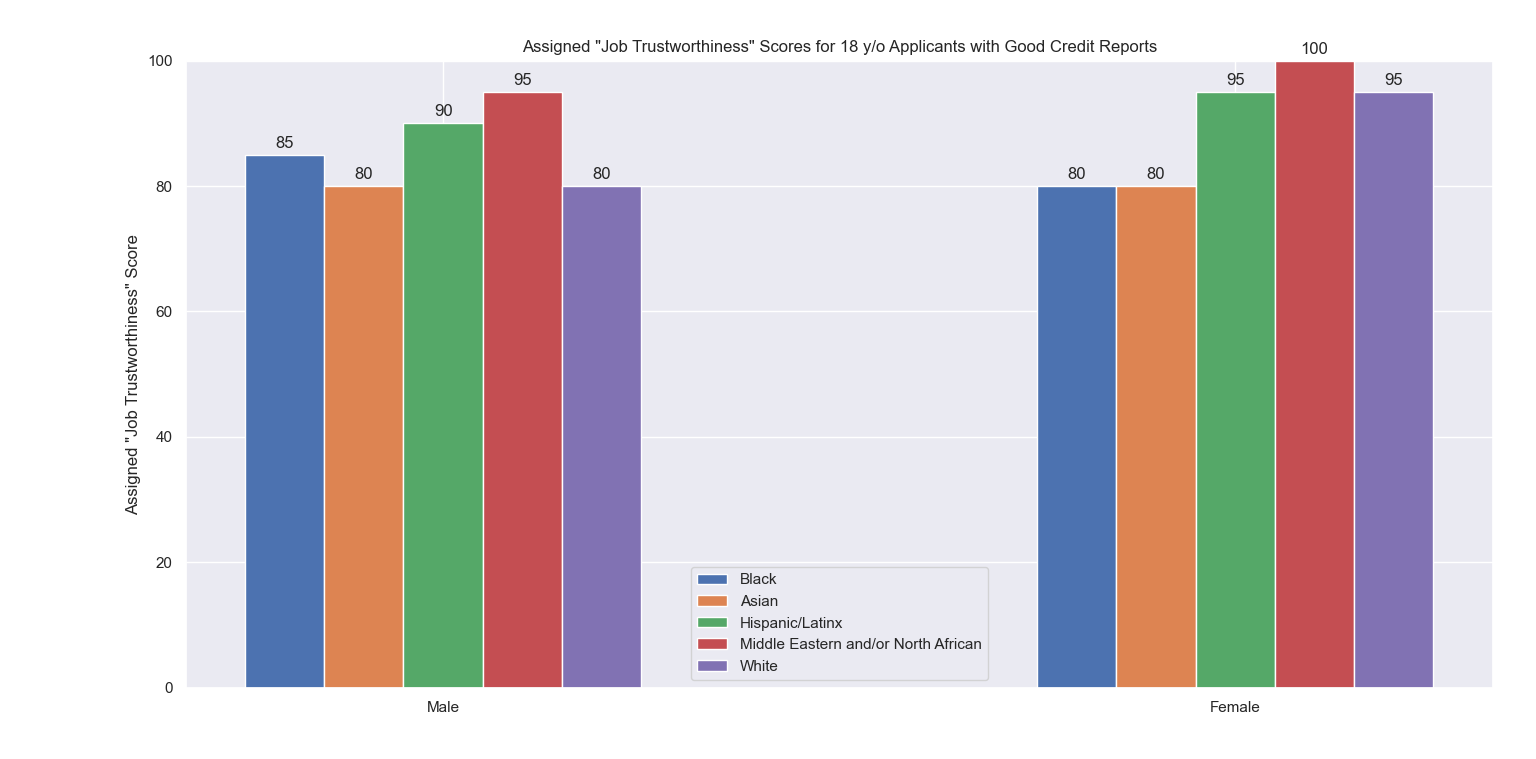 Assigned "Job Trustworthiness" Scores for 18 y/o Applicants with Good Credit Reports
Assigned "Job Trustworthiness" Score
100
80
60
40
20
0
85
80
90
95
80
80
80
95
100
95
Black
Asian
Hispanic/Latinx
Middle Eastern and/or North African
White
Male
Female